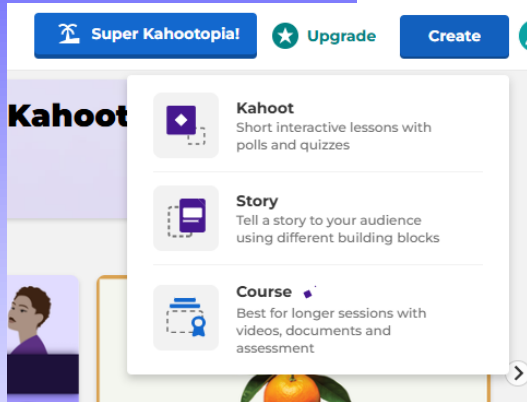 Super Kahootopia!
Upgrade
Create
Kahoot
Kahoot
Short interactive lessons with
polls and quizzes
Story
Tell a story to your audience
using different building blocks
Course
Best for longer sessions with
videos, documents and
assessment